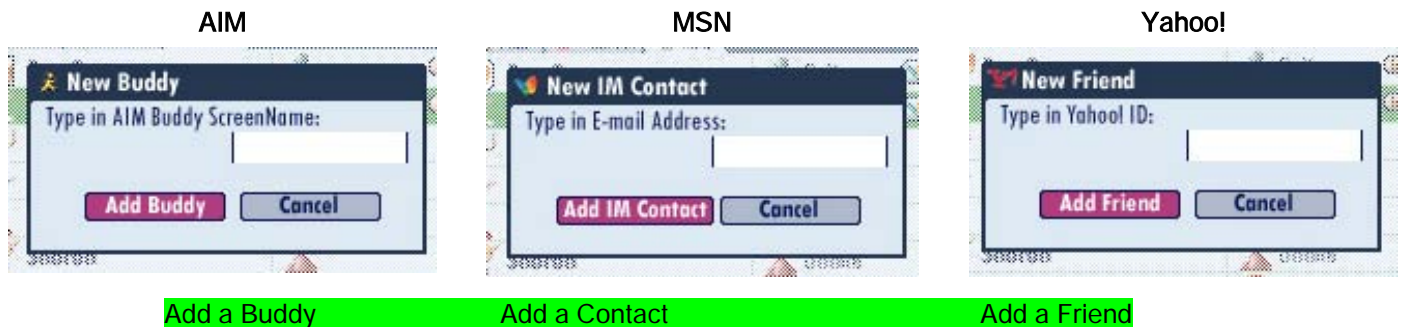 AIM MSN Yahoo!
New Buddy
Type in AIM Buddy ScreenName:
Add Buddy Cancel
New IM Contact
Type in E-mail Address:
Add IM Contact Cancel
New Friend
Type in Yahoo! ID:
Add Friend Cancel
Add a Buddy Add a Contact Add a Friend